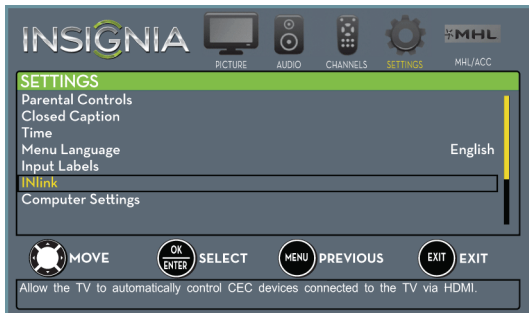 INSIGNIA
PICTURE AUDIO CHANNELS SETTINGS MHL MHL/ACC
SETTINGS
Parental Controls
Closed Caption
Time
Menu Language English
Input Labels
INlink
Computer Settings
MOVE OK ENTER SELECT MENU PREVIOUS EXIT EXIT
Allow the TV to automatically control CEC devices connected to the TV via HDMI.